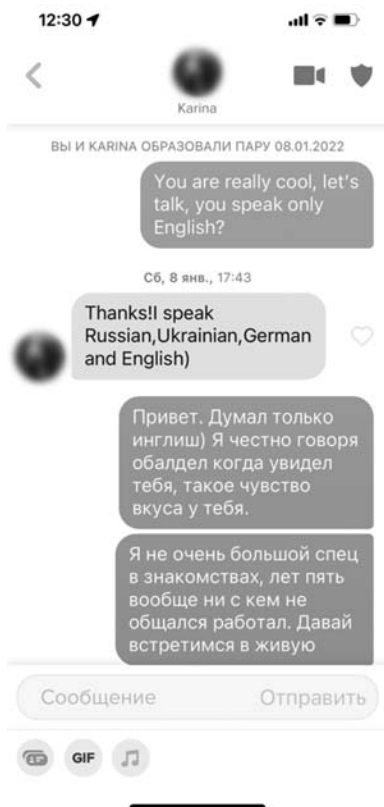 12:30
Karina
ВЫ И KARINA ОБРАЗОВАЛИ ПАРУ 08.01.2022
You are really cool, let's
talk, you speak only
English?
Сб, 8 янв., 17:43
Thanks!I speak
Russian,Ukrainian,German
and English)
Привет. Думал только
инглиш) Я честно говоря
обалдел когда увидел
тебя, такое чувство
вкуса у тебя.
Я не очень большой спец
в знакомствах, лет пять
вообще ни с кем не
общался работал. Давай
встретимся в живую
Сообщение Отправить
GIF